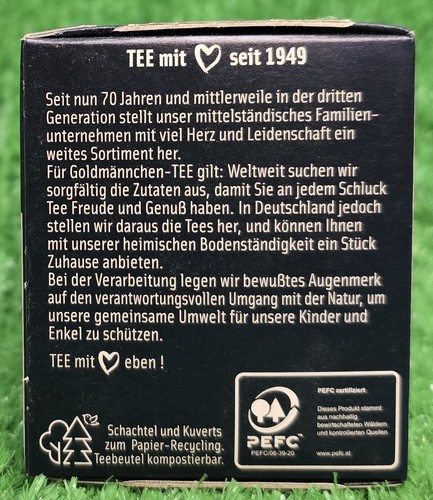 TEE mit seit 1949
Seit nun 70 Jahren und mittlerweile in der dritten
Generation stellt unser mittelständisches Familien-
unternehmen mit viel Herz und Leidenschaft ein
weites Sortiment her.
Für Goldmännchen-TEE gilt: Weltweit suchen wir
sorgfältig die Zutaten aus, damit Sie an jedem Schluck
Tee Freude und Genuß haben. In Deutschland jedoch
stellen wir daraus die Tees her, und können Ihnen
mit unserer heimischen Bodenständigkeit ein Stück
Zuhause anbieten.
Bei der Verarbeitung legen wir bewußtes Augenmerk
auf den verantwortungsvollen Umgang mit der Natur, um
unsere gemeinsame Umwelt für unsere Kinder und
Enkel zu schützen.
TEE mit eben !
Schachtel und Kuverts
zum Papier-Recycling.
Teebeutel kompostierbar.
PEFC
PEFC/06-39-20
PEFC zertifiziert
Dieses Produkt stammt
aus nachhaltig
bewirtschafteten Wäldern
und kontrollierten Quellen.
www.pefc.at